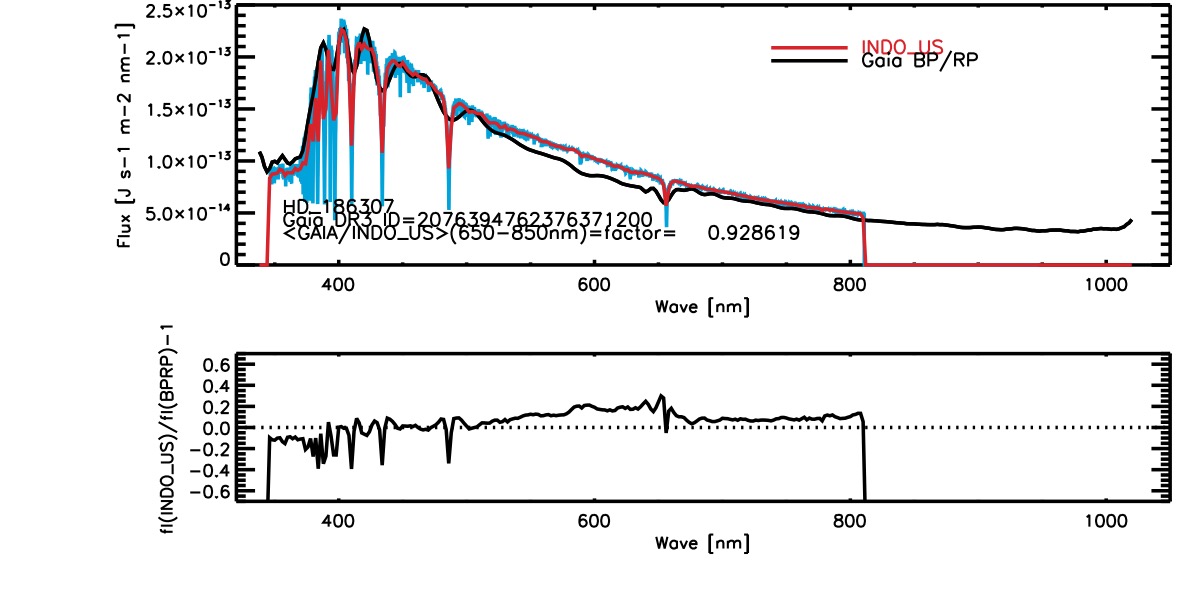 2.5×10−13
2.0×10−13
1.5×10−13
1.0×10−13
5.0×10−14
0
Flux [J s−1 m−2 nm−1]
INDO_US
Gaia BP/RP
HD_186307
Gaia DR3 ID=2076394762376371200
<GAIA/INDO_US>(650−850nm)=factor= 0.928619
400 600 800 1000
Wave [nm]
fl(INDO_US)/fl(BPRP)−1
0.6
0.4
0.2
0.0
−0.2
−0.4
−0.6
400 600 800 1000
Wave [nm]